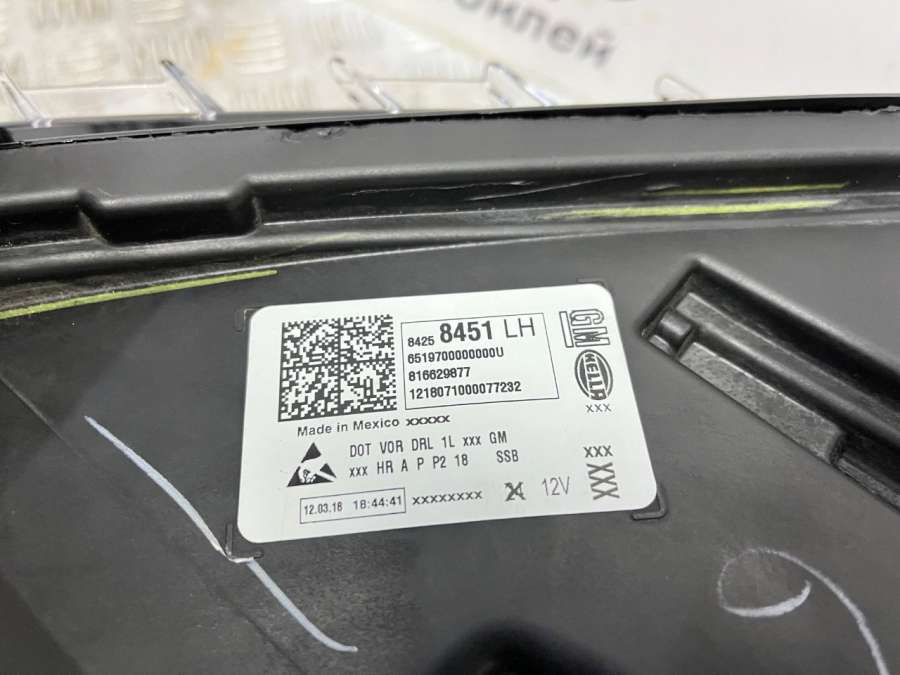 оклей
8425 8451 LH
6519700000000U
816629877
1218071000077232
GM
HELLA
xxx
Made in Mexico xxxxx
DOT VOR DRL 1L xxx GM
xxx HR A P P2 18 SSB
xxx
12.03.18 18:44:41 xxxxxxxx 12V
XXX